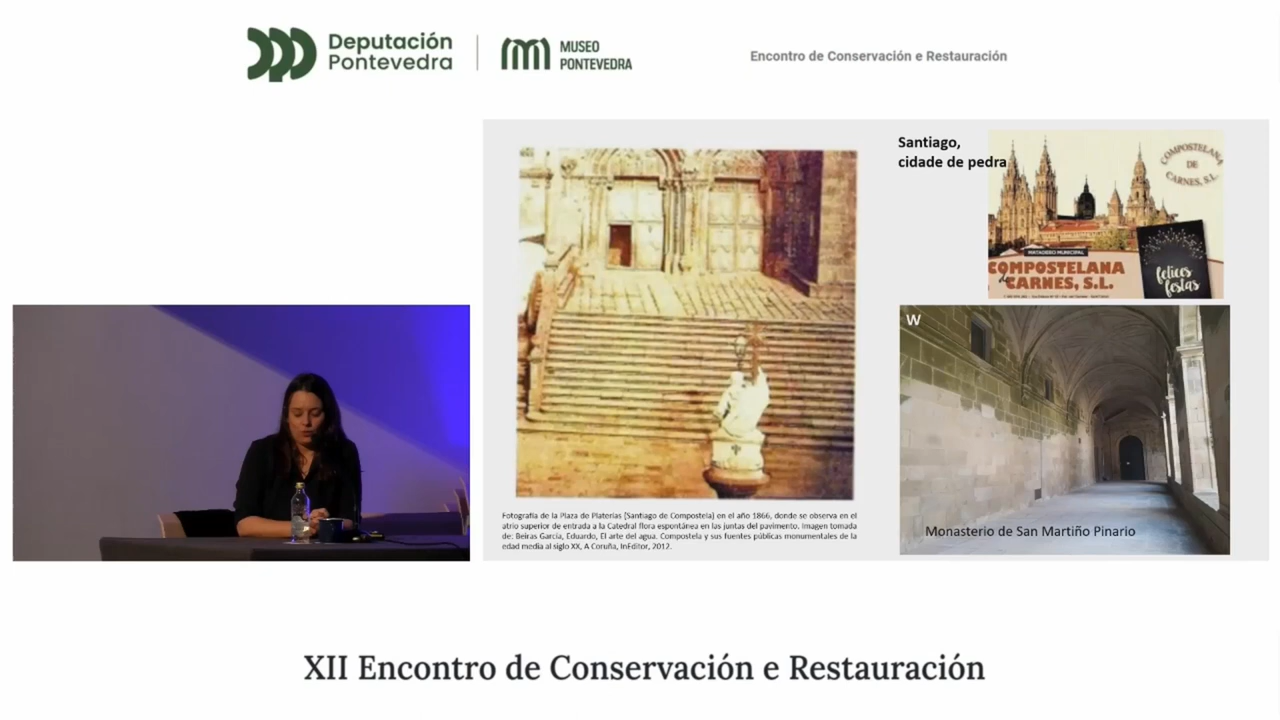 Deputación
Pontevedra
MUSEO
PONTEVEDRA
Encontro de Conservación e Restauración
Santiago,
cidade de pedra
COMPOSTELANA
DE
CARNES, S.L.
MATADERO MUNICIPAL
COMPOSTELANA
de CARNES, S.L.
felices
festas
Fotografía de la Plaza de Platerías (Santiago de Compostela) en el año 1866, donde se observa en el
atrio superior de entrada a la Catedral flora espontánea en las juntas del pavimento. Imagen tomada
de: Beiras García, Eduardo, El arte del agua. Compostela y sus fuentes públicas monumentales de la
edad media al siglo XX, A Coruña, InEditor, 2012.
W
Monasterio de San Martiño Pinario
XII Encontro de Conservación e Restauración